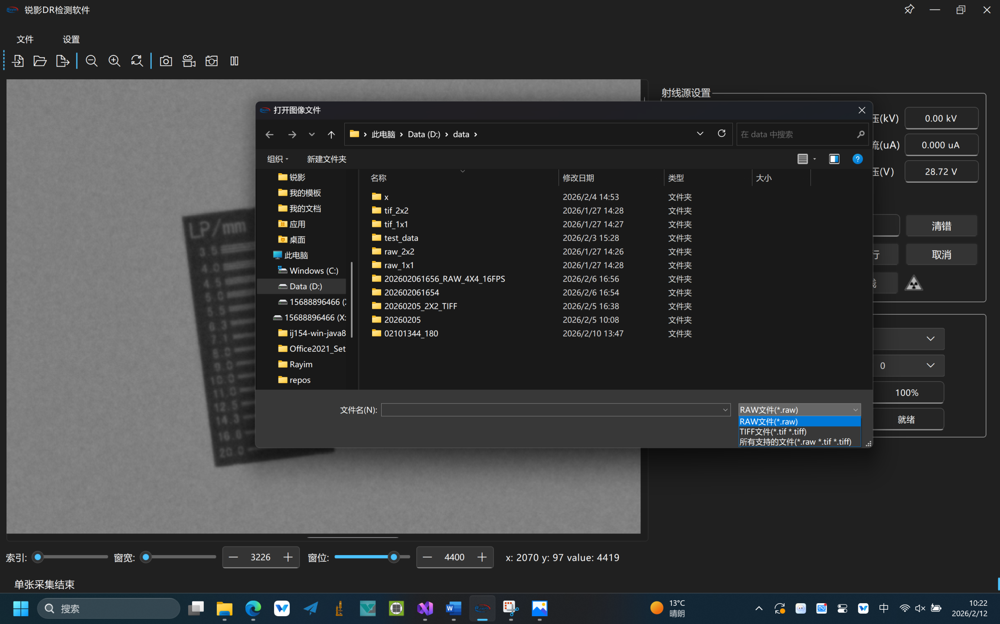 锐影DR检测软件
文件 设置
射线源设置
打开图像文件
此电脑 Data (D:) data
在 data 中搜索
组织 新建文件夹
锐影
我的模板
我的文档
应用
桌面
此电脑
Windows (C:)
Data (D:)
15688896466 (
15688896466 (X:
ij154-win-java8
Office2021_Set
Rayim
repos
名称 修改日期 类型 大小
x 2026/2/4 14:53 文件夹
tif_2x2 2026/1/27 14:28 文件夹
tif_1x1 2026/1/27 14:27 文件夹
test_data 2026/2/3 15:28 文件夹
raw_2x2 2026/1/27 14:26 文件夹
raw_1x1 2026/1/27 14:28 文件夹
202602061656_RAW_4X4_16FPS 2026/2/6 16:56 文件夹
202602061654 2026/2/6 16:54 文件夹
20260205_2X2_TIFF 2026/2/5 16:38 文件夹
20260205 2026/2/5 10:08 文件夹
02101344_180 2026/2/10 13:47 文件夹
文件名(N):
RAW文件(*.raw)
RAW文件(*.raw)
TIFF文件(*.tif *.tiff)
所有支持的文件(*.raw *.tif *.tiff)
压(kV) 0.00 kV
流(uA) 0.000 uA
压(V) 28.72 V
清错
行 取消
0
100%
就绪
LP/mm
3.5
4.0
4.5
5.0
5.5
6.3
7.1
8.0
9.0
10.0
11.0
12.5
14.3
16.6
20.0
索引: 窗宽: 3226 窗位: 4400 x: 2070 y: 97 value: 4419
单张采集结束
搜索
13°C
晴朗
中
10:22
2026/2/12